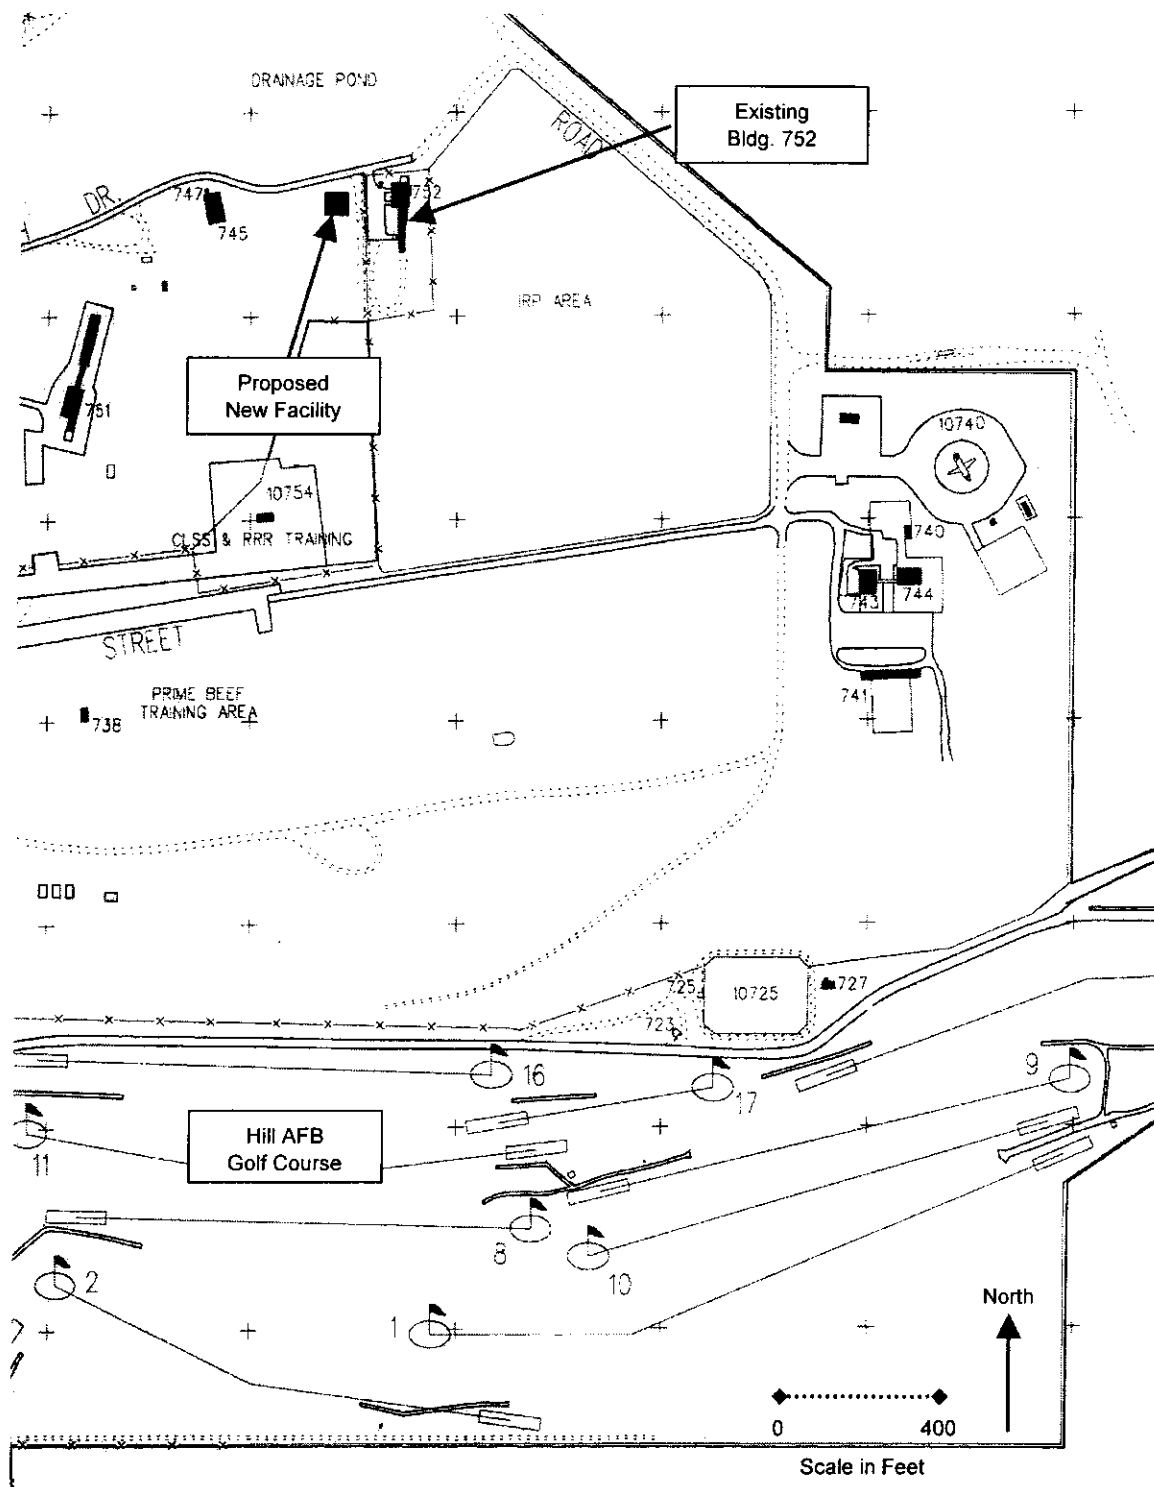 DRAINAGE POND
Existing
Bldg. 752
ROAD
752
747
DR.
745
IRP AREA
Proposed
New Facility
751
10740
10754
CLSS & RRR TRAINING
740
743
744
STREET
PRIME BEEF
TRAINING AREA
738
741
725
10725
727
723
16
17
9
11
Hill AFB
Golf Course
8
10
2
1
North
0
400
Scale in Feet